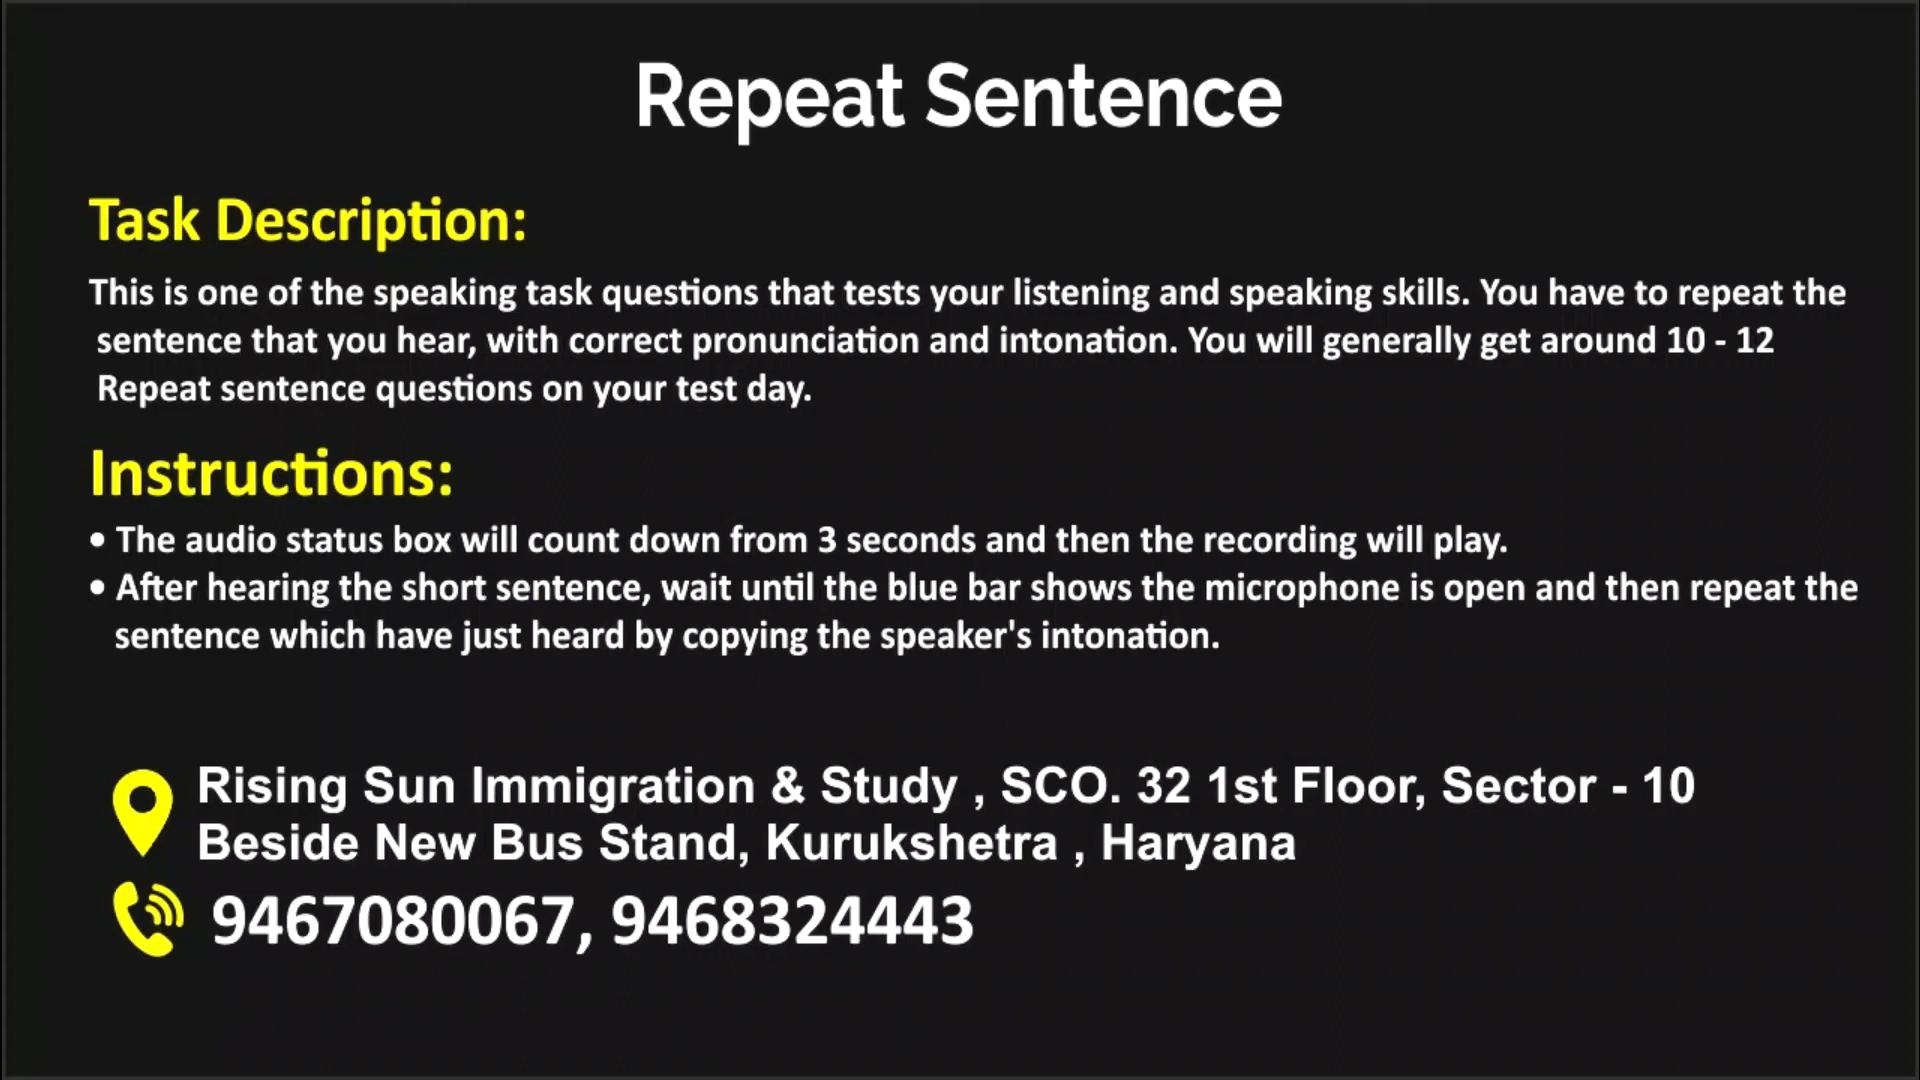 Repeat Sentence
Task Description:
This is one of the speaking task questions that tests your listening and speaking skills. You have to repeat the
sentence that you hear, with correct pronunciation and intonation. You will generally get around 10 - 12
Repeat sentence questions on your test day.
Instructions:
• The audio status box will count down from 3 seconds and then the recording will play.
• After hearing the short sentence, wait until the blue bar shows the microphone is open and then repeat the
sentence which have just heard by copying the speaker's intonation.
Rising Sun Immigration & Study , SCO. 32 1st Floor, Sector - 10
Beside New Bus Stand, Kurukshetra , Haryana
9467080067, 9468324443